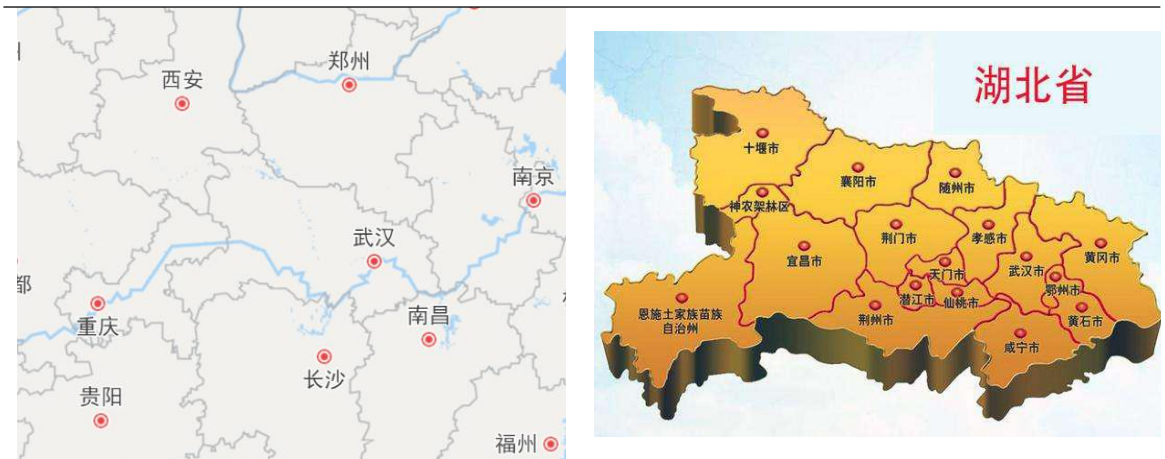 郑州
西安
南京
武汉
都
重庆
南昌
长沙
贵阳
福州
湖北省
十堰市
襄阳市
随州市
神农架林区
荆门市
孝感市
黄冈市
宜昌市
武汉市
天门市
鄂州市
潜江市
仙桃市
恩施土家族苗族
自治州
荆州市
黄石市
咸宁市